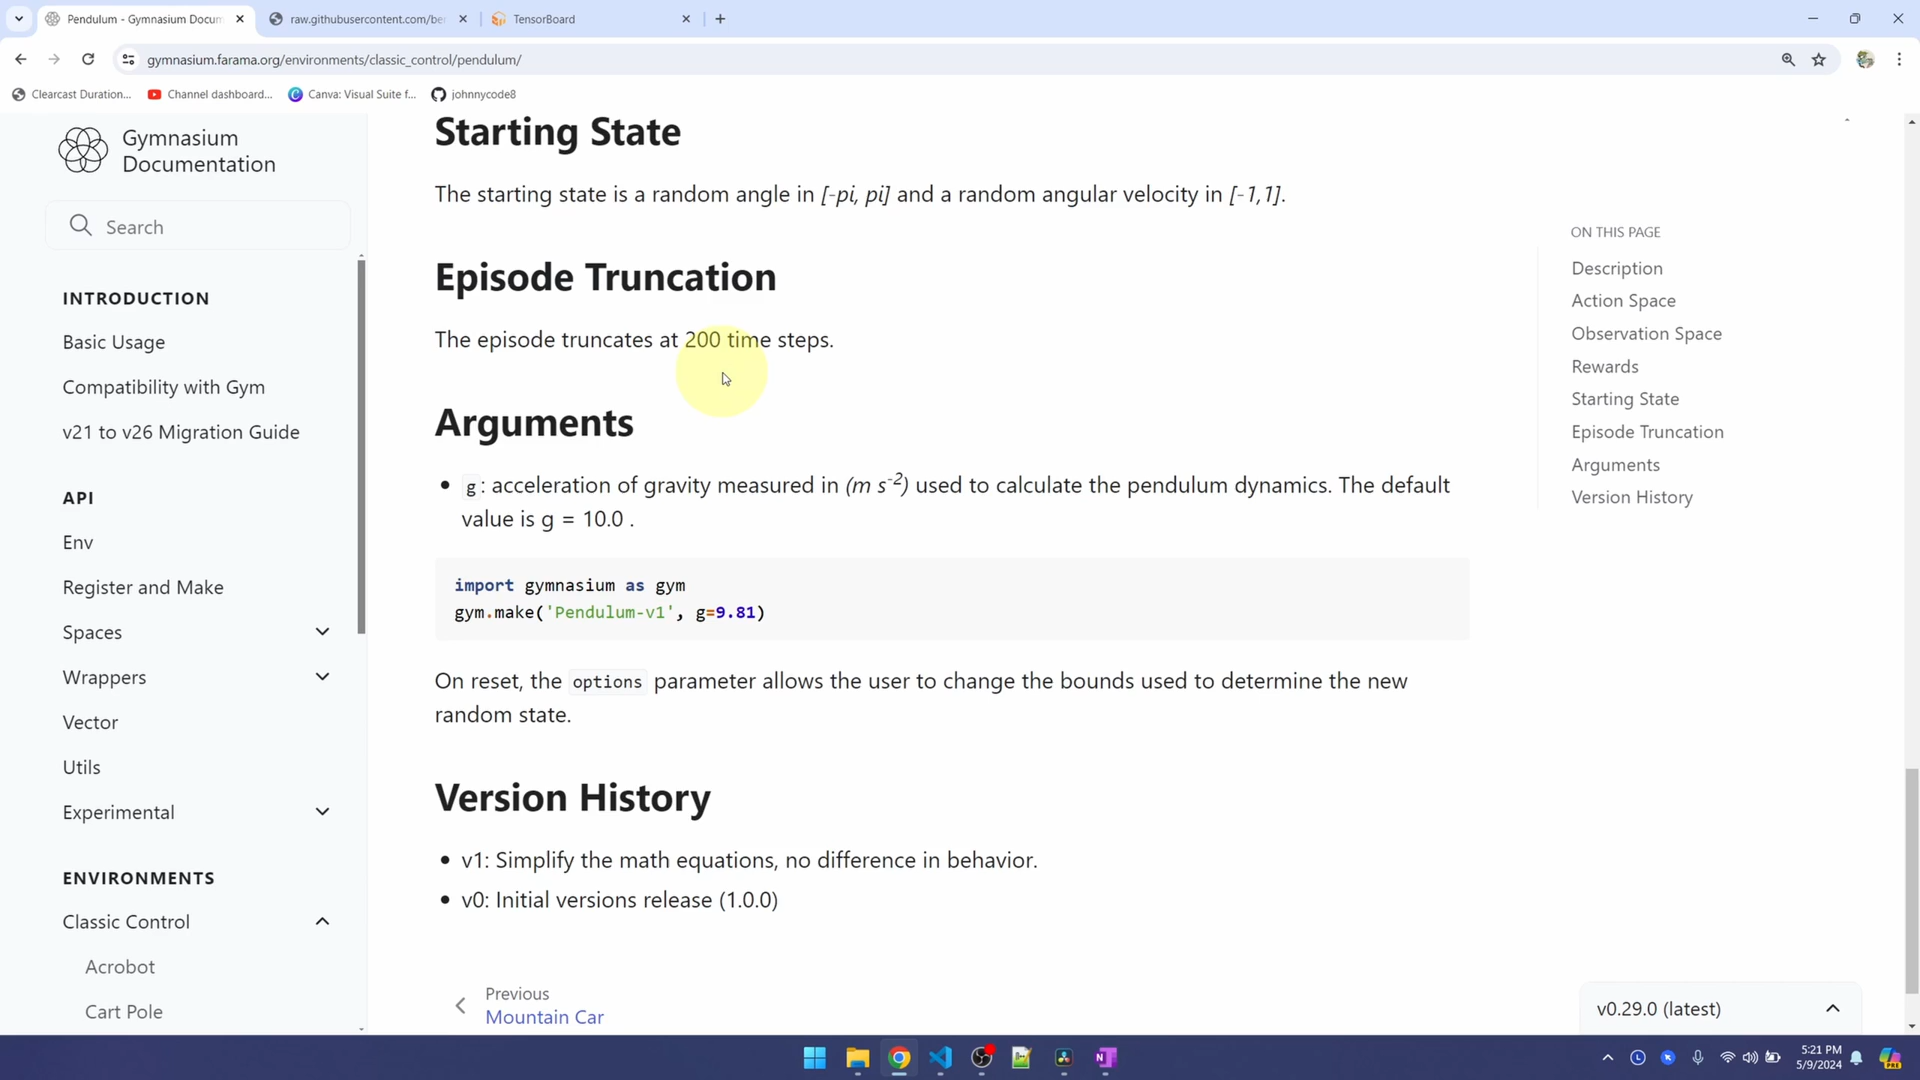 Pendulum - Gymnasium Docum
raw.githubusercontent.com/be
TensorBoard
gymnasium.farama.org/environments/classic_control/pendulum/
Clearcast Duration...
Channel dashboard...
Canva: Visual Suite f...
johnnycode8
Gymnasium
Documentation
Search
INTRODUCTION
Basic Usage
Compatibility with Gym
v21 to v26 Migration Guide
API
Env
Register and Make
Spaces
Wrappers
Vector
Utils
Experimental
ENVIRONMENTS
Classic Control
Acrobot
Cart Pole
Starting State
The starting state is a random angle in [-pi, pi] and a random angular velocity in [-1,1].
Episode Truncation
The episode truncates at 200 time steps.
Arguments
• g: acceleration of gravity measured in (m s⁻²) used to calculate the pendulum dynamics. The default
value is g = 10.0 .
import gymnasium as gym
gym.make('Pendulum-v1', g=9.81)
On reset, the options parameter allows the user to change the bounds used to determine the new
random state.
Version History
• v1: Simplify the math equations, no difference in behavior.
• v0: Initial versions release (1.0.0)
Previous
Mountain Car
ON THIS PAGE
Description
Action Space
Observation Space
Rewards
Starting State
Episode Truncation
Arguments
Version History
v0.29.0 (latest)
5:21 PM
5/9/2024
PRE